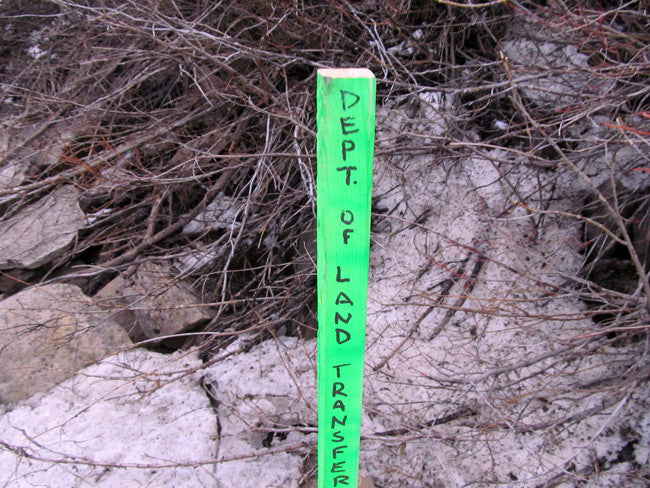 DEPT. OF LAND TRANSFER